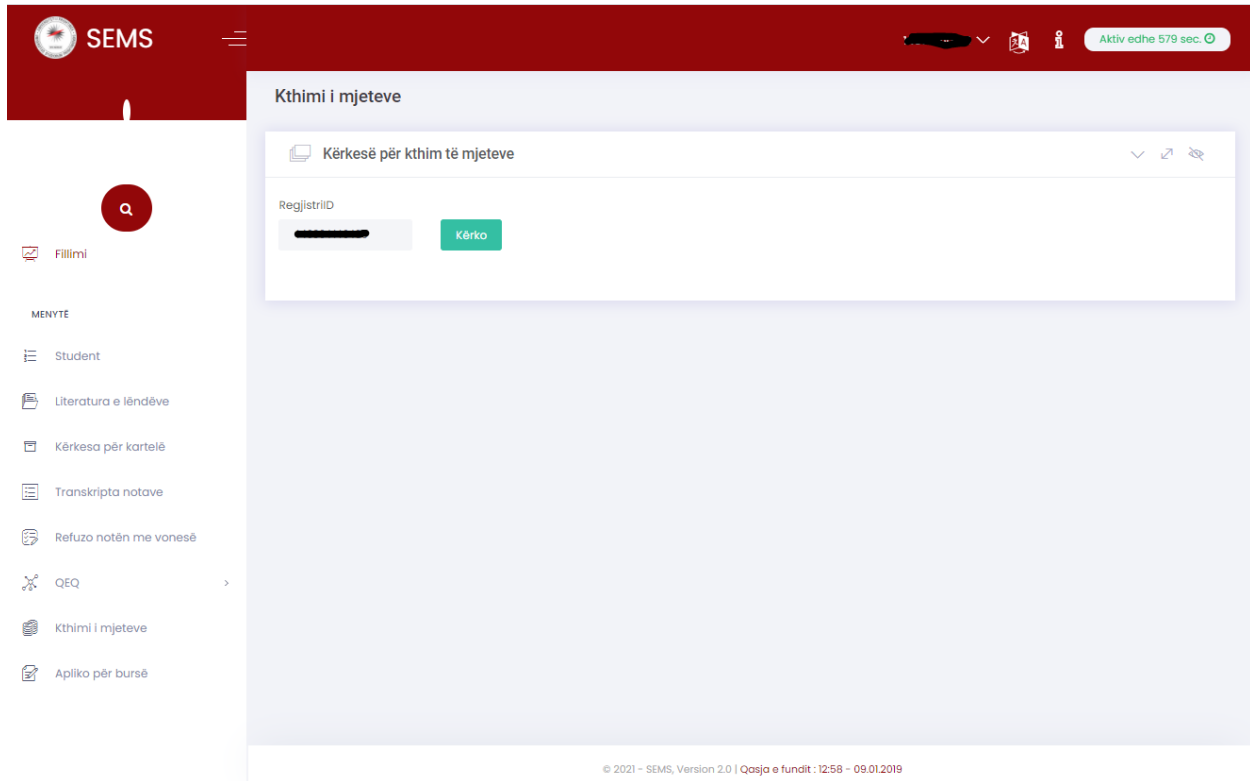 SEMS
Aktiv edhe 579 sec.
Kthimi i mjeteve
Kërkesë për kthim të mjeteve
RegjistriID
Kërko
Fillimi
MENYTË
Student
Literatura e lëndëve
Kërkesa për kartelë
Transkripta notave
Refuzo notën me vonesë
QEQ
Kthimi i mjeteve
Apliko për bursë
© 2021 - SEMS, Version 2.0 | Qasja e fundit : 12:58 - 09.01.2019